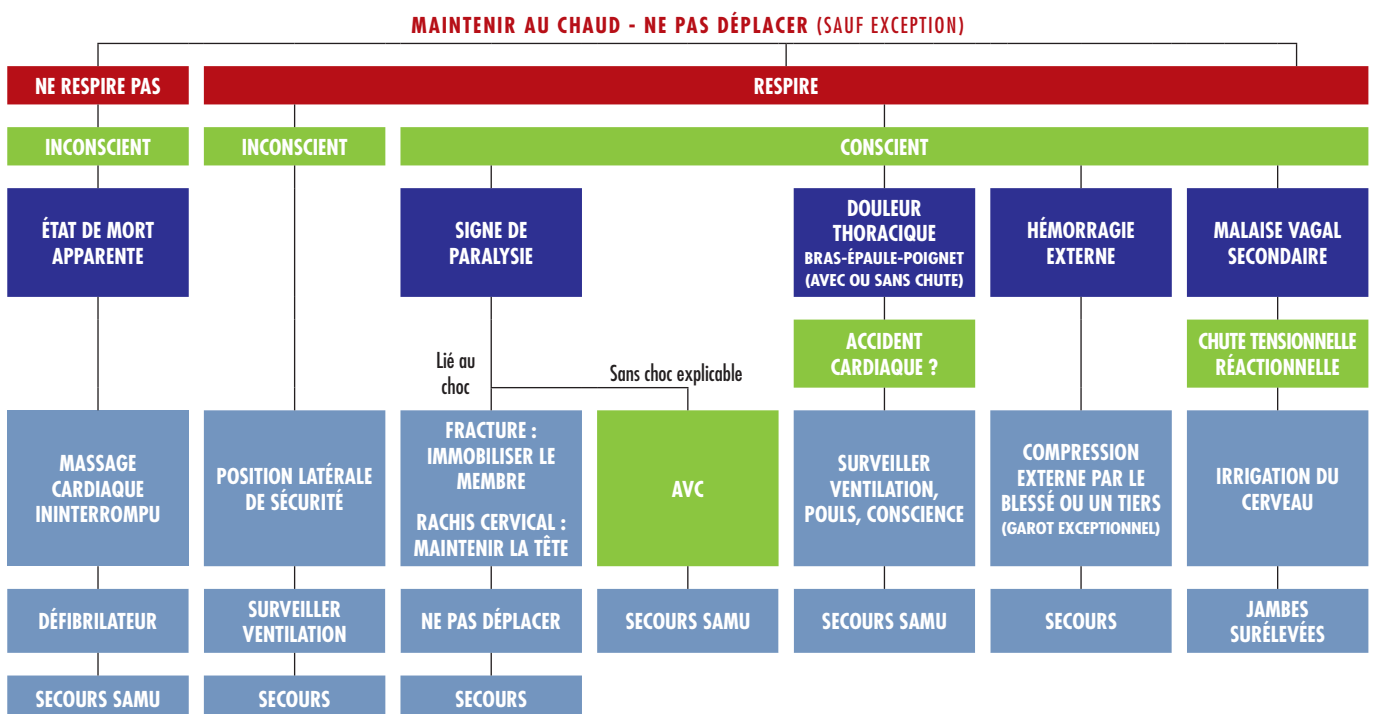 MAINTENIR AU CHAUD - NE PAS DÉPLACER (SAUF EXCEPTION)
NE RESPIRE PAS
RESPIRE
INCONSCIENT
INCONSCIENT
CONSCIENT
ÉTAT DE MORT
APPARENTE
SIGNE DE
PARALYSIE
DOULEUR
THORACIQUE
BRAS-ÉPAULE-POIGNET
(AVEC OU SANS CHUTE)
HÉMORRAGIE
EXTERNE
MALAISE VAGAL
SECONDAIRE
Lié au
choc
Sans choc explicable
ACCIDENT
CARDIAQUE ?
CHUTE TENSIONNELLE
RÉACTIONNELLE
MASSAGE
CARDIAQUE
ININTERROMPU
POSITION LATÉRALE
DE SÉCURITÉ
FRACTURE :
IMMOBILISER LE
MEMBRE
RACHIS CERVICAL :
MAINTENIR LA TÊTE
AVC
SURVEILLER
VENTILATION,
POULS, CONSCIENCE
COMPRESSION
EXTERNE PAR LE
BLESSÉ OU UN TIERS
(GAROT EXCEPTIONNEL)
IRRIGATION DU
CERVEAU
DÉFIBRILATEUR
SURVEILLER
VENTILATION
NE PAS DÉPLACER
SECOURS SAMU
SECOURS SAMU
SECOURS
JAMBES
SURÉLEVÉES
SECOURS SAMU
SECOURS
SECOURS